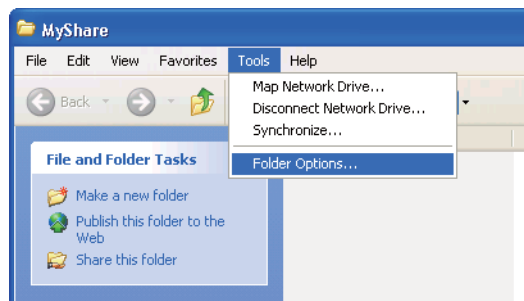 MyShare
File Edit View Favorites Tools Help
Back
Map Network Drive...
Disconnect Network Drive...
Synchronize...
Folder Options...
File and Folder Tasks
Make a new folder
Publish this folder to the
Web
Share this folder